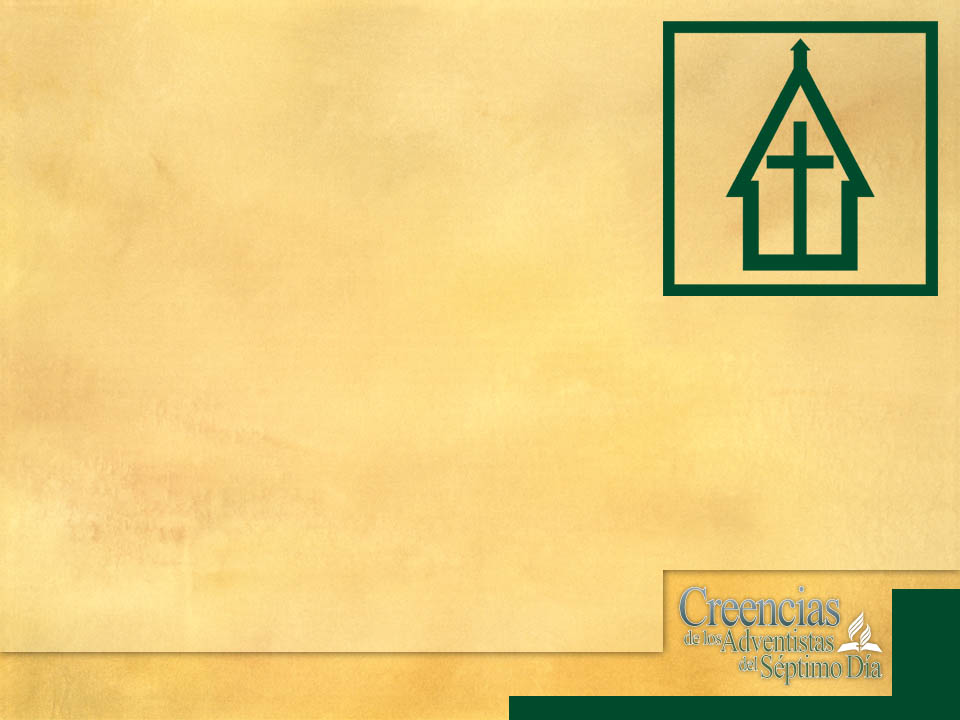 Creencias
de los Adventistas
del Séptimo Día